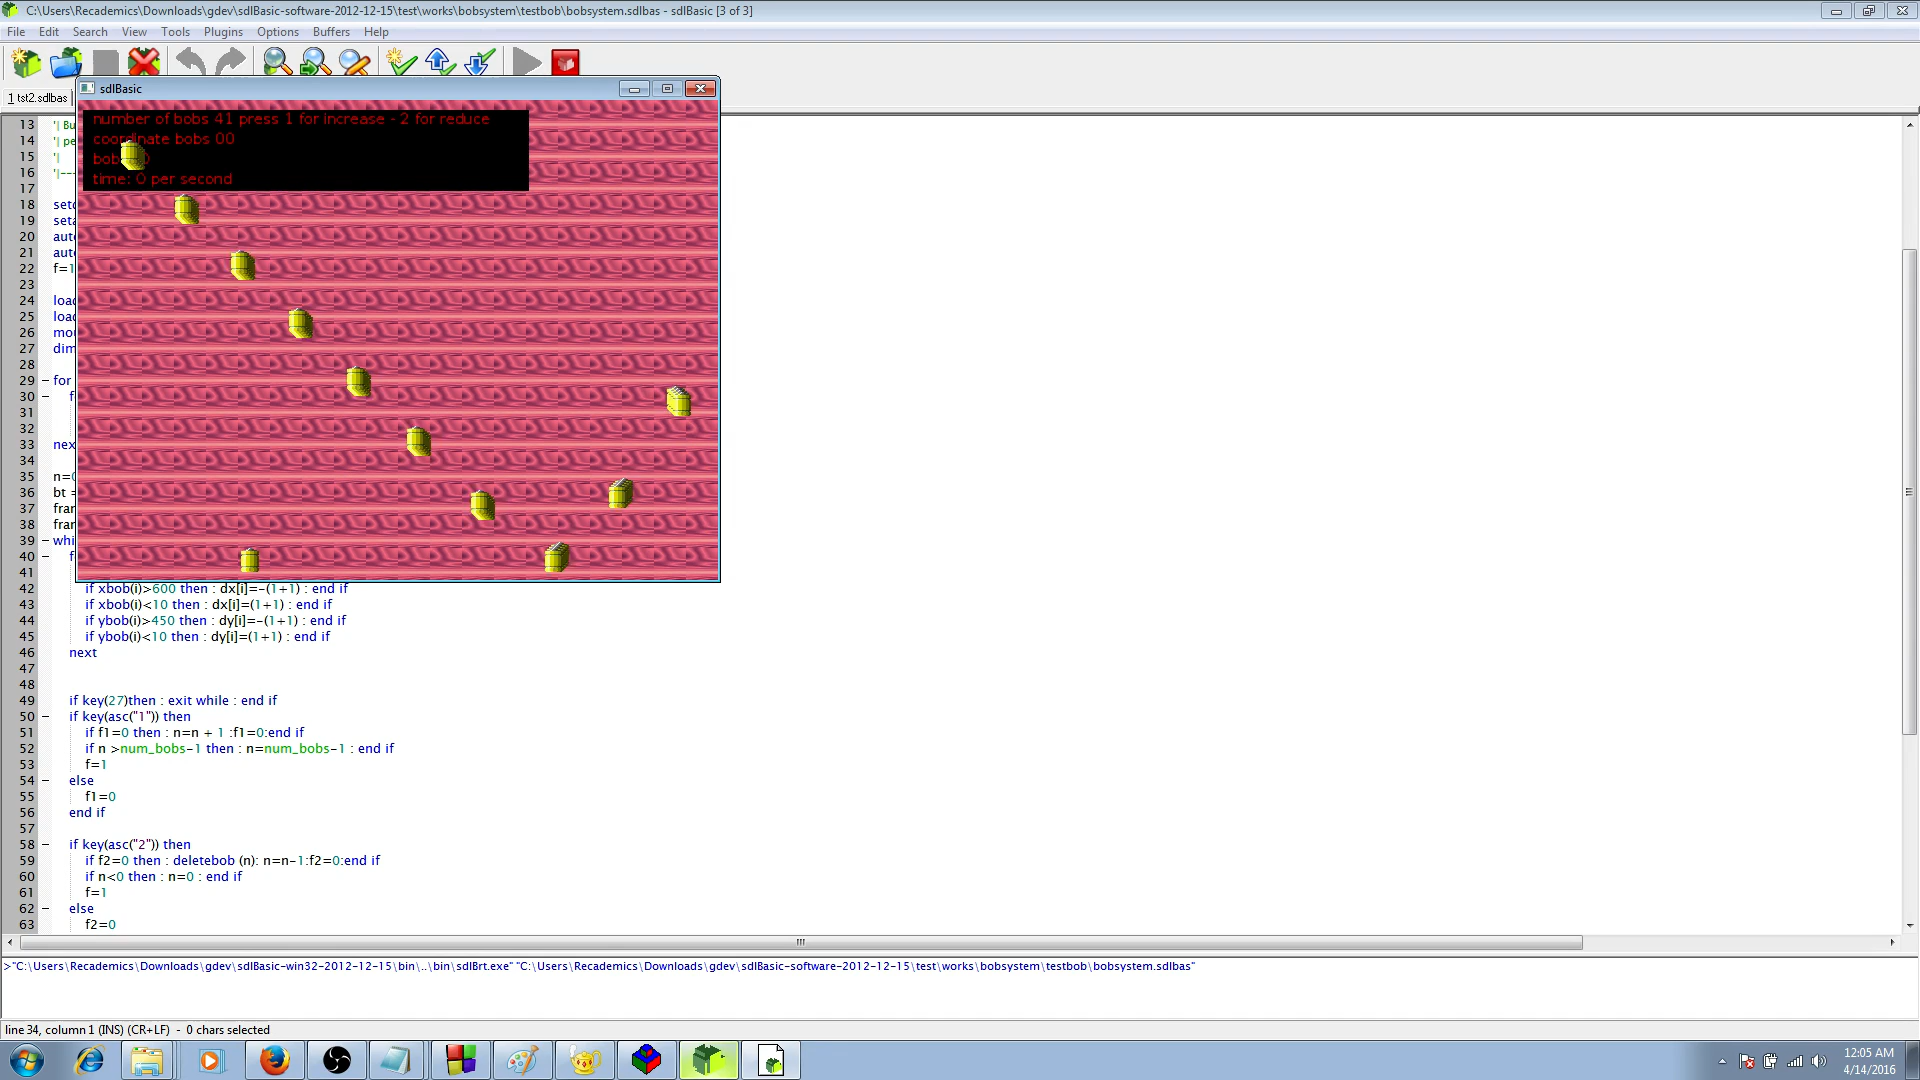 C:\Users\Recademics\Downloads\gdev\sdlBasic-software-2012-12-15\test\works\bobsystem\testbob\bobsystem.sdlbas - sdlBasic [3 of 3]
File Edit Search View Tools Plugins Options Buffers Help
1 tst2.sdlbas
sdlBasic
number of bobs 41 press 1 for increase - 2 for reduce
coordinate bobs 00
time: 0 per second
13 '| Bu
14 '| pe
15 '|
16 '|--
17
18 setd
19 seta
20 auto
21 auto
22 f=1
23
24 load
25 load
26 mo
27 dim
28
29 for
30 f
31
32
33 nex
34
35 n=0
36 bt =
37 fran
38 fran
39 whi
40 f
41
42 if xbob(i)>600 then : dx[i]=-(1+1) : end if
43 if xbob(i)<10 then : dx[i]=(1+1) : end if
44 if ybob(i)>450 then : dy[i]=-(1+1) : end if
45 if ybob(i)<10 then : dy[i]=(1+1) : end if
46 next
47
48
49 if key(27)then : exit while : end if
50 if key(asc("1")) then
51 if f1=0 then : n=n + 1 :f1=0:end if
52 if n >num_bobs-1 then : n=num_bobs-1 : end if
53 f=1
54 else
55 f1=0
56 end if
57
58 if key(asc("2")) then
59 if f2=0 then : deletebob (n): n=n-1:f2=0:end if
60 if n<0 then : n=0 : end if
61 f=1
62 else
63 f2=0
>"C:\Users\Recademics\Downloads\gdev\sdlBasic-win32-2012-12-15\bin\..\bin\sdlBrt.exe" "C:\Users\Recademics\Downloads\gdev\sdlBasic-software-2012-12-15\test\works\bobsystem\testbob\bobsystem.sdlbas"
line 34, column 1 (INS) (CR+LF) - 0 chars selected
12:05 AM
4/14/2016